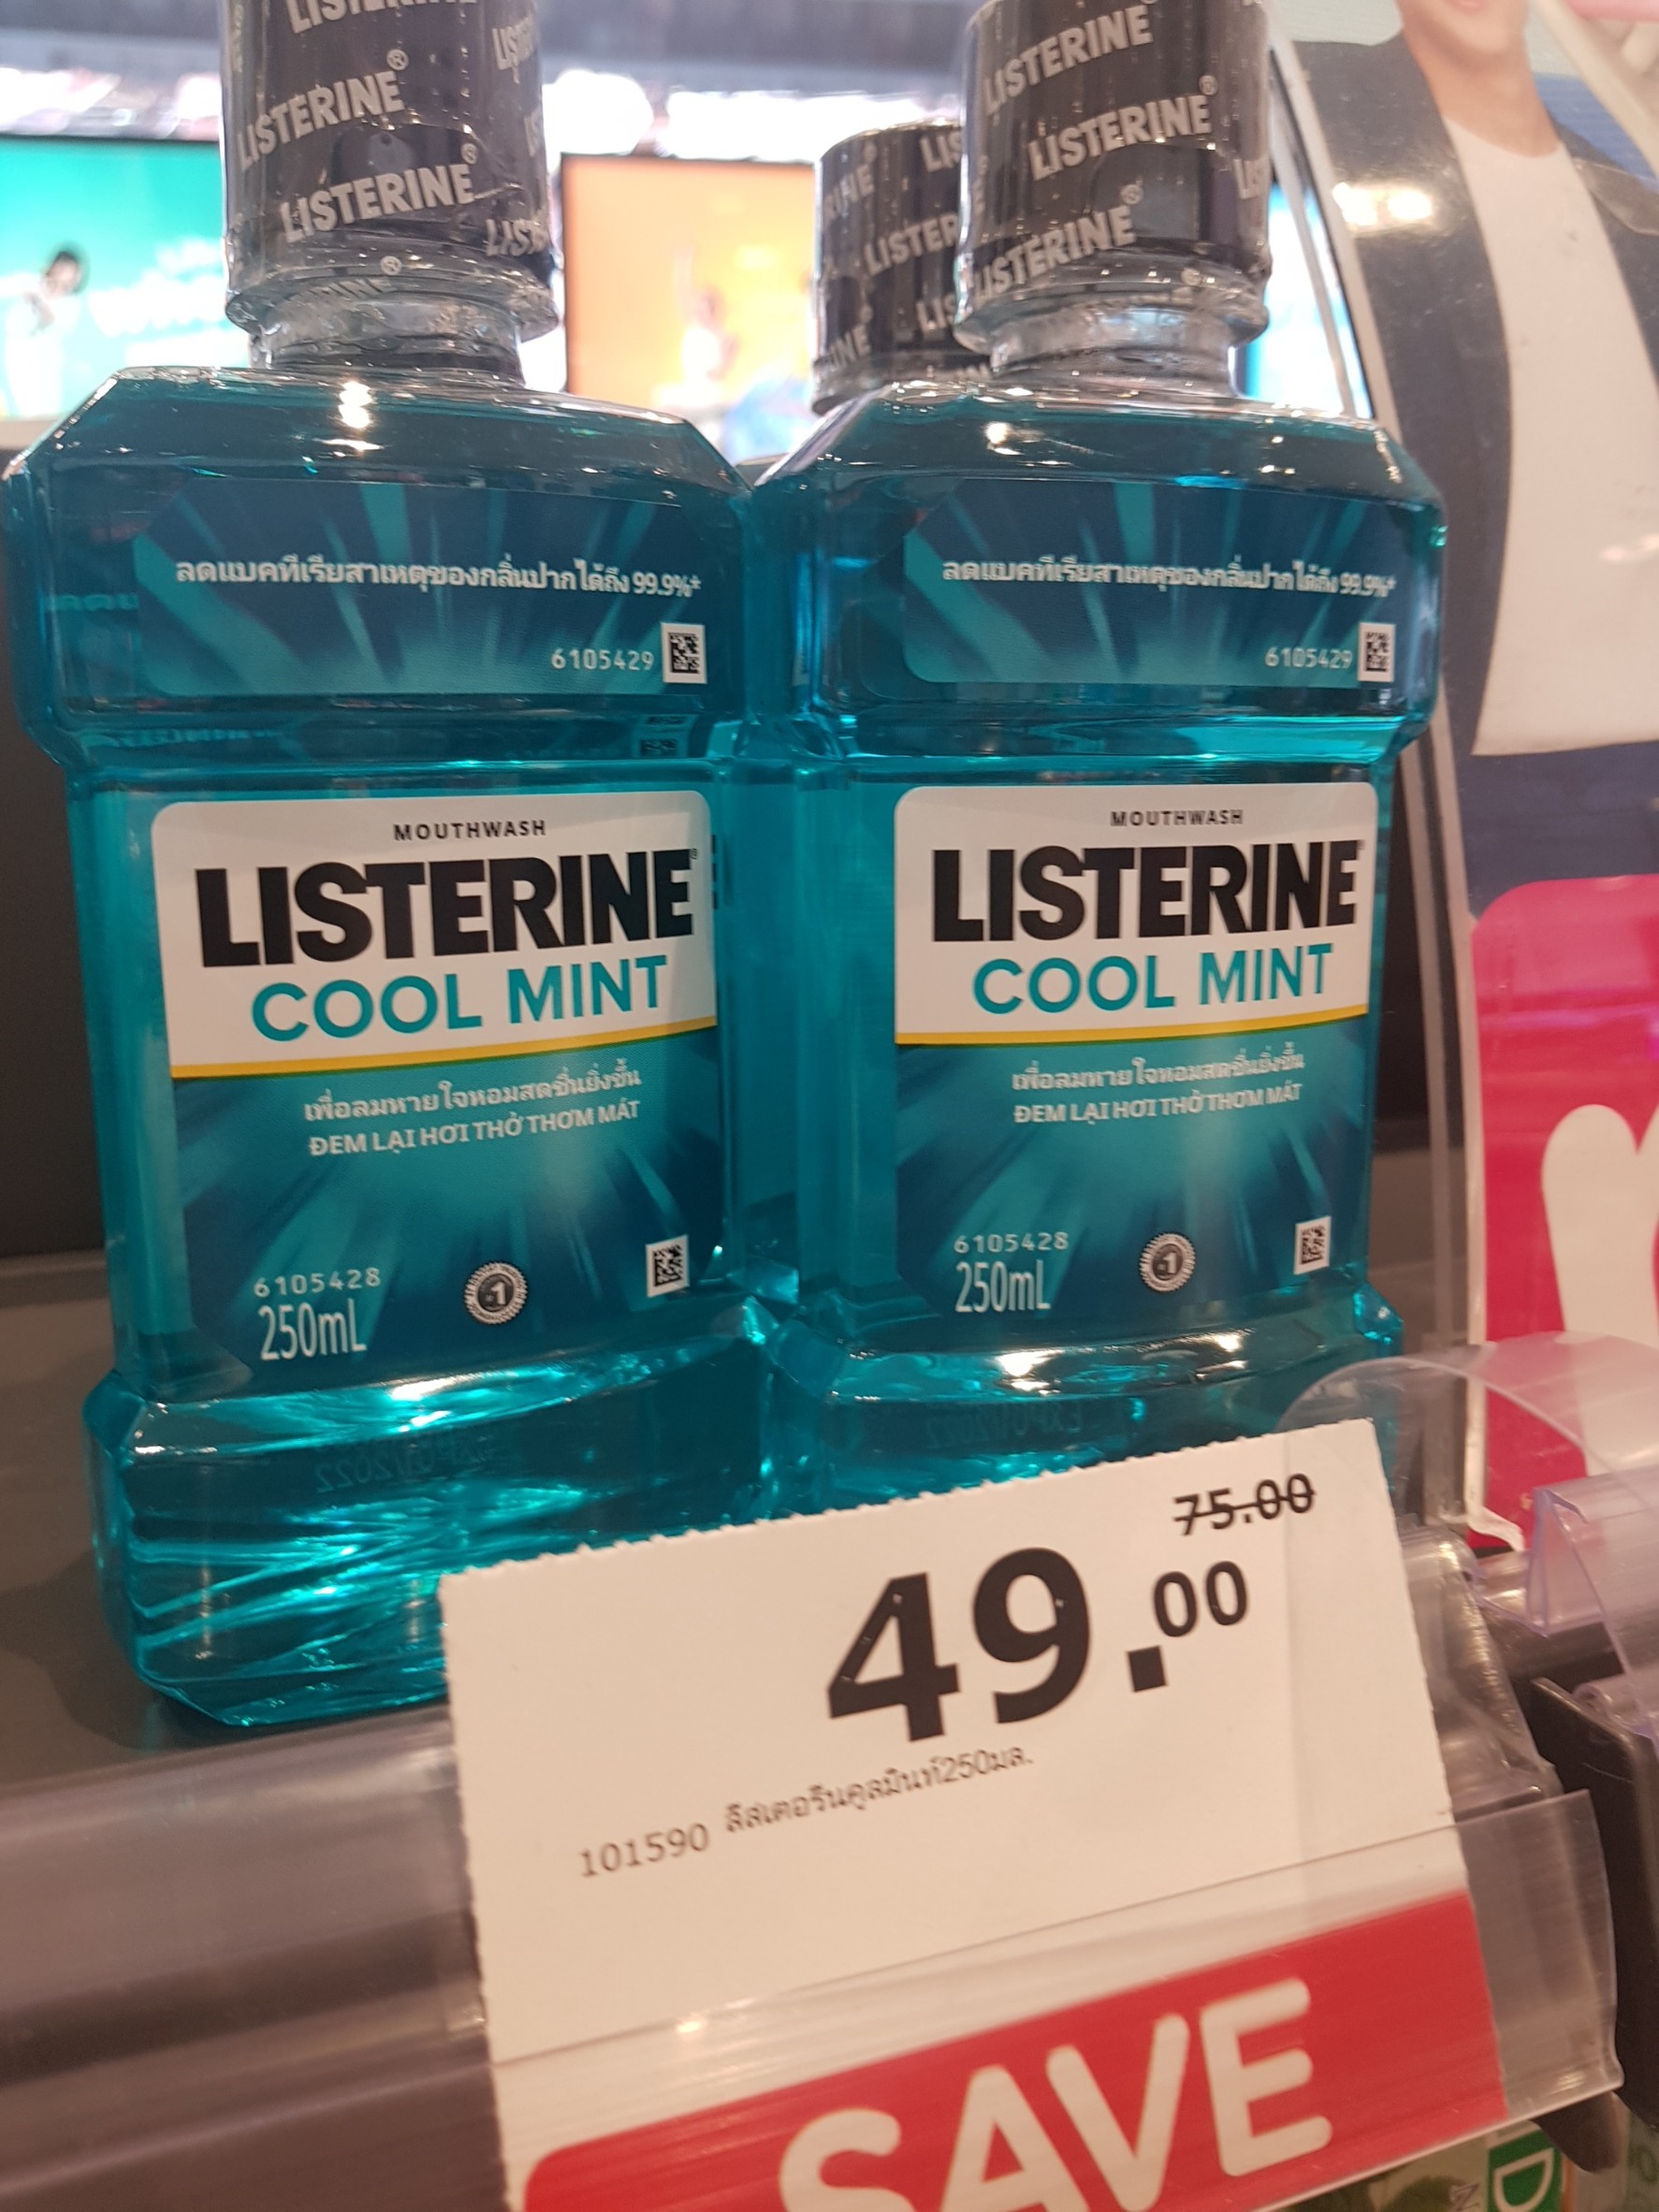 LISTERINE
LISTERINE®
LISTERINE®
LISTERINE
LISTERINE®
LISTERINE®
ลดแบคทีเรียสาเหตุของกลิ่นปากได้ถึง 99.9%*
6105429
MOUTHWASH
LISTERINE®
COOL MINT
เพื่อลมหายใจหอมสดชื่นยิ่งขึ้น
ĐEM LẠI HƠI THỞ THƠM MÁT
6105428
#1
250mL
ลดแบคทีเรียสาเหตุของกลิ่นปากได้ถึง 99.9%*
6105429
MOUTHWASH
LISTERINE
COOL MINT
เพื่อลมหายใจหอมสดชื่นยิ่งขึ้น
ĐEM LẠI HƠI THỞ THƠM MÁT
6105428
#1
250mL
75.00
49.00
101590 ลิสเตอรีนคูลมินท์250มล.
SAVE